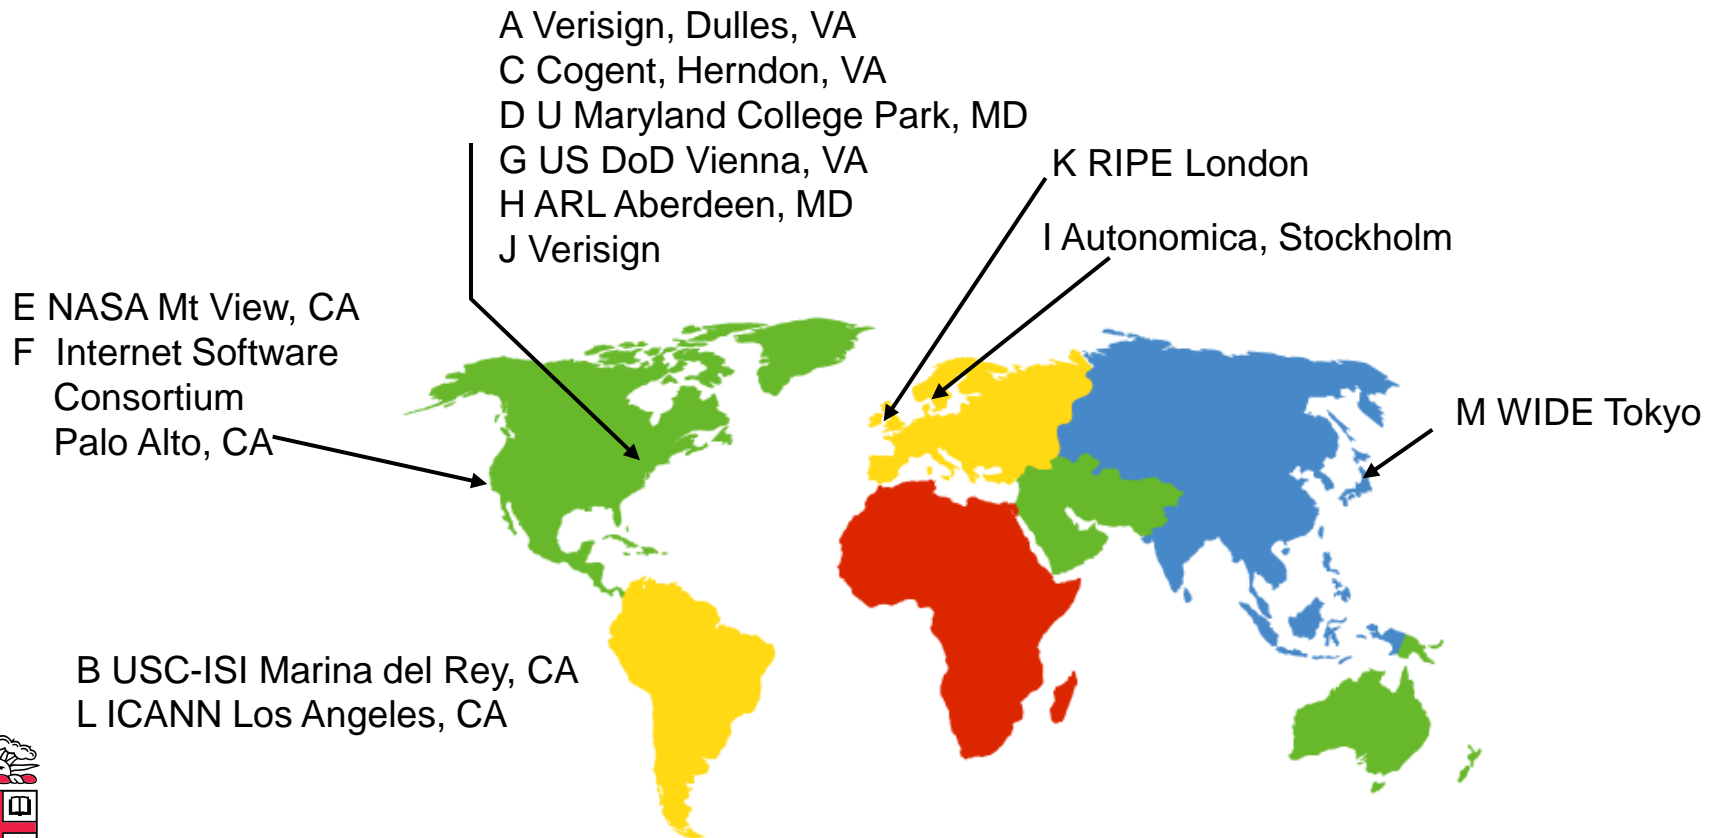 A Verisign, Dulles, VA
C Cogent, Herndon, VA
D U Maryland College Park, MD
G US DoD Vienna, VA
H ARL Aberdeen, MD
J Verisign
K RIPE London
I Autonomica, Stockholm
E NASA Mt View, CA
F Internet Software
Consortium
Palo Alto, CA
M WIDE Tokyo
B USC-ISI Marina del Rey, CA
L ICANN Los Angeles, CA